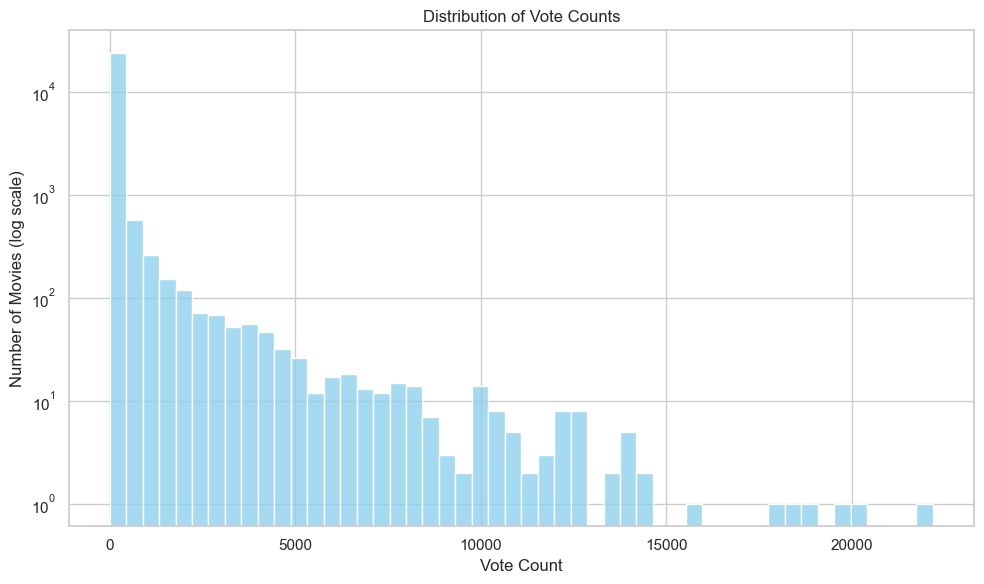 Distribution of Vote Counts
Number of Movies (log scale)
10⁴
10³
10²
10¹
10⁰
0 5000 10000 15000 20000
Vote Count